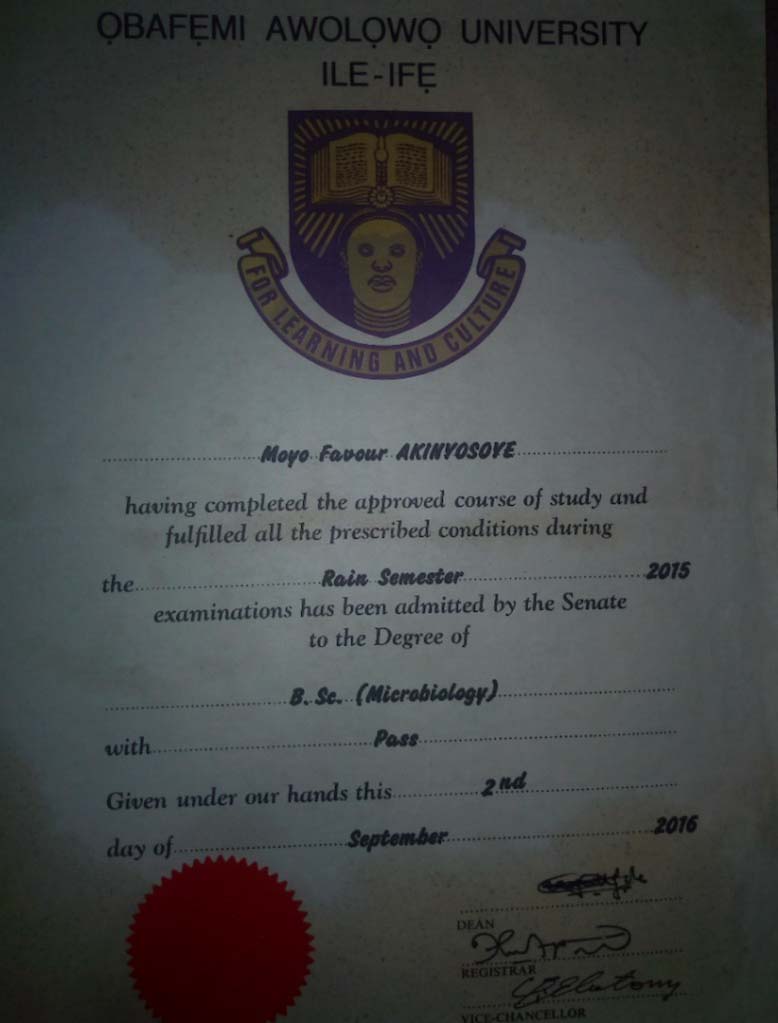 ỌBAFẸMI AWOLỌWỌ UNIVERSITY
ILE-IFẸ
FOR LEARNING AND CULTURE
Moyo Favour AKINYOSOYE
having completed the approved course of study and
fulfilled all the prescribed conditions during
the Rain Semester 2015
examinations has been admitted by the Senate
to the Degree of
B. Sc. (Microbiology)
with Pass
Given under our hands this 2nd
day of September 2016
DEAN
REGISTRAR
VICE-CHANCELLOR